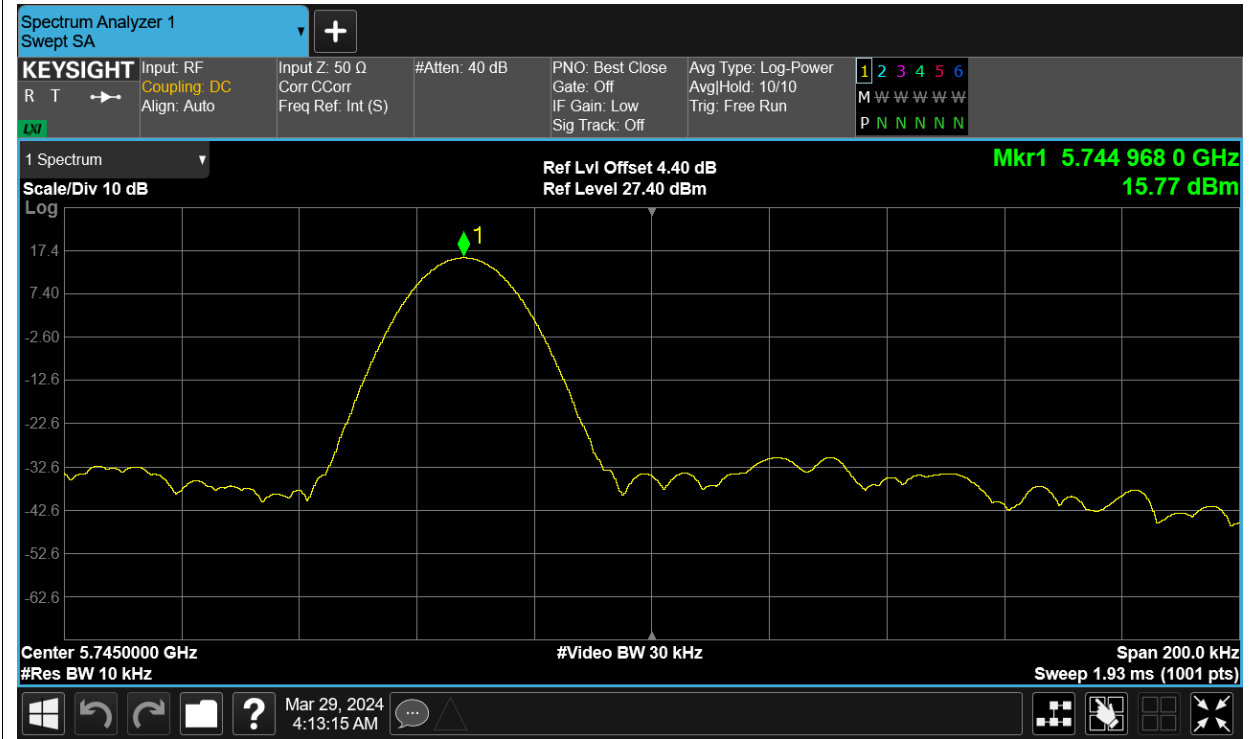 Spectrum Analyzer 1
Swept SA
KEYSIGHT
R T
LXI
Input: RF
Coupling: DC
Align: Auto
Input Z: 50 Ω
Corr CCorr
Freq Ref: Int (S)
#Atten: 40 dB
PNO: Best Close
Gate: Off
IF Gain: Low
Sig Track: Off
Avg Type: Log-Power
Avg|Hold: 10/10
Trig: Free Run
1 2 3 4 5 6
M W W W W W
P N N N N N
1 Spectrum
Scale/Div 10 dB
Ref Lvl Offset 4.40 dB
Ref Level 27.40 dBm
Mkr1 5.744 968 0 GHz
15.77 dBm
Log
1
17.4
7.40
-2.60
-12.6
-22.6
-32.6
-42.6
-52.6
-62.6
Center 5.7450000 GHz
#Video BW 30 kHz
Span 200.0 kHz
#Res BW 10 kHz
Sweep 1.93 ms (1001 pts)
?
Mar 29, 2024
4:13:15 AM